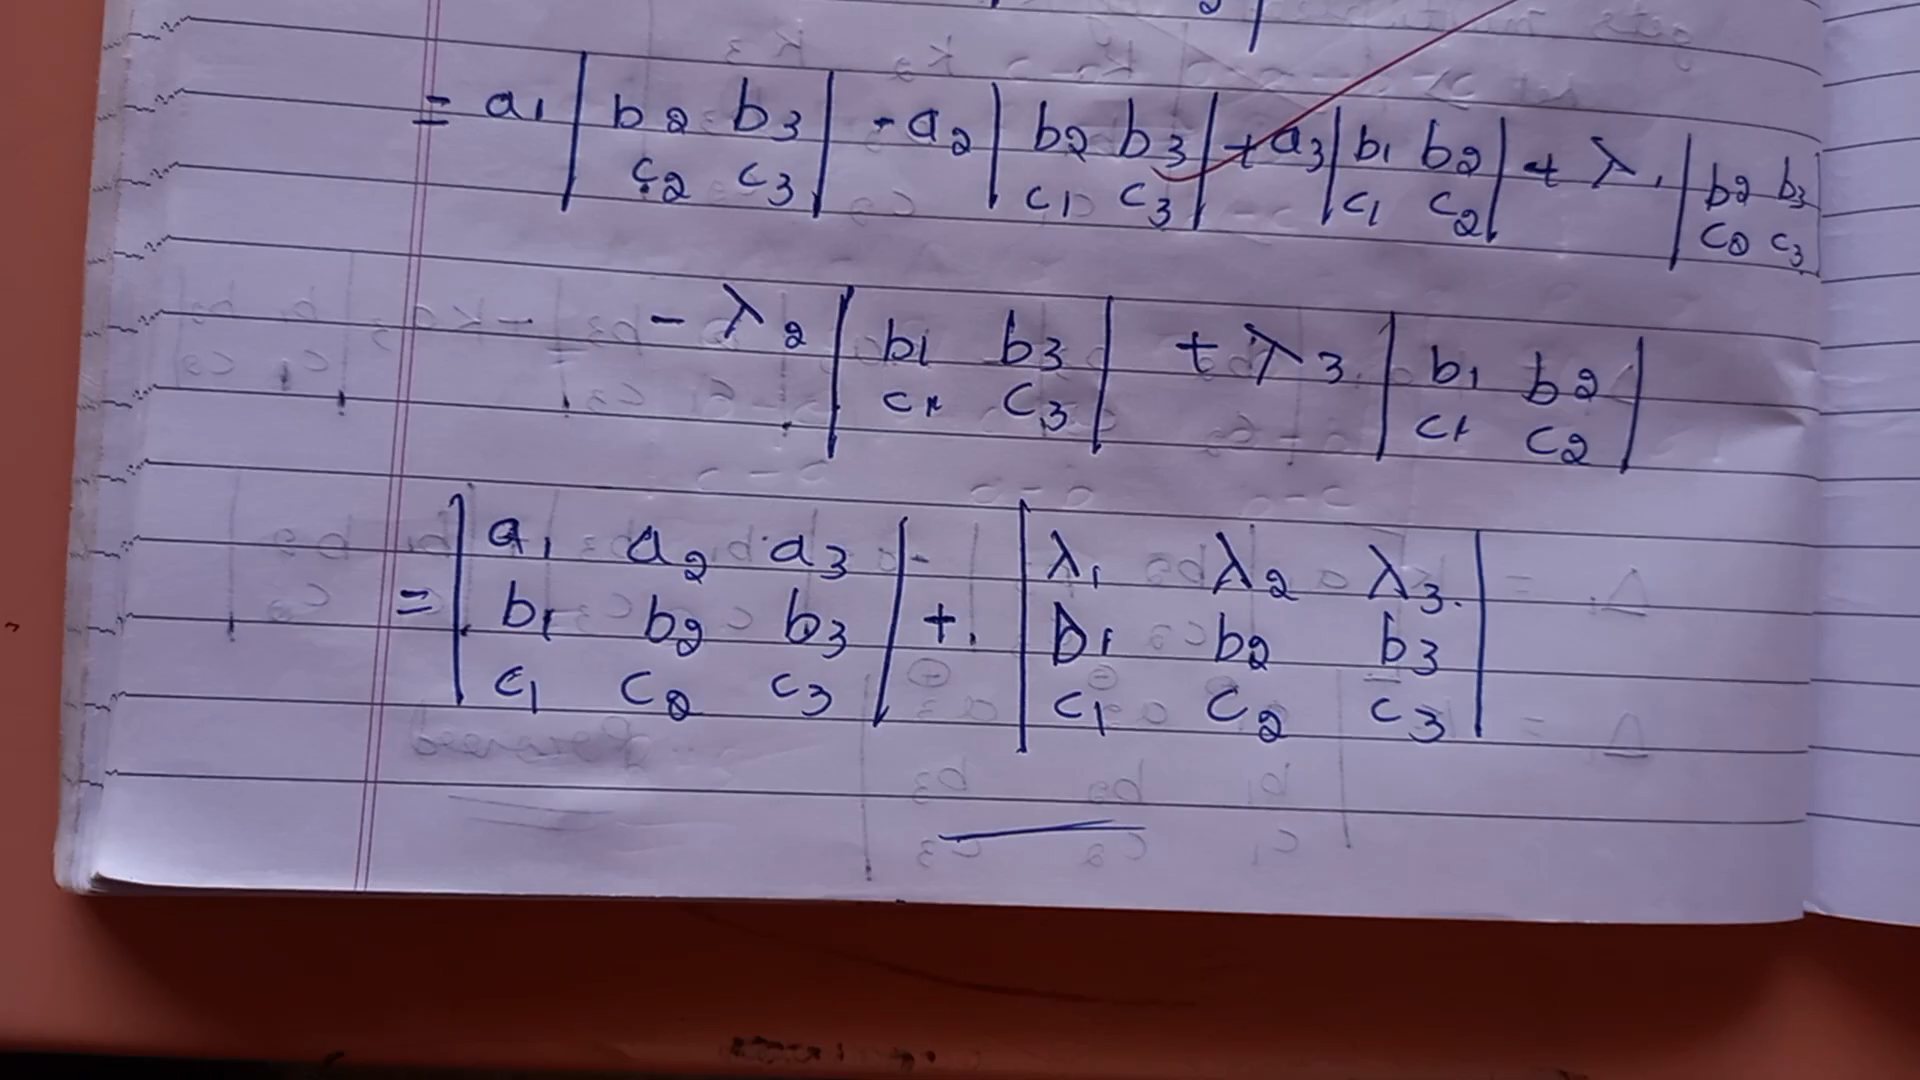 = a₁ | b₂ b₃ | - a₂ | b₂ b₃ | + a₃ | b₁ b₂ | + λ₁ | b₂ b₃ |
| c₂ c₃ | | c₁ c₃ | | c₁ c₂ | | c₂ c₃ |
- λ₂ | b₁ b₃ | + λ₃ | b₁ b₂ |
| c₁ c₃ | | c₁ c₂ |
| a₁ a₂ a₃ | | λ₁ λ₂ λ₃ |
= | b₁ b₂ b₃ | + | b₁ b₂ b₃ |
| c₁ c₂ c₃ | | c₁ c₂ c₃ |